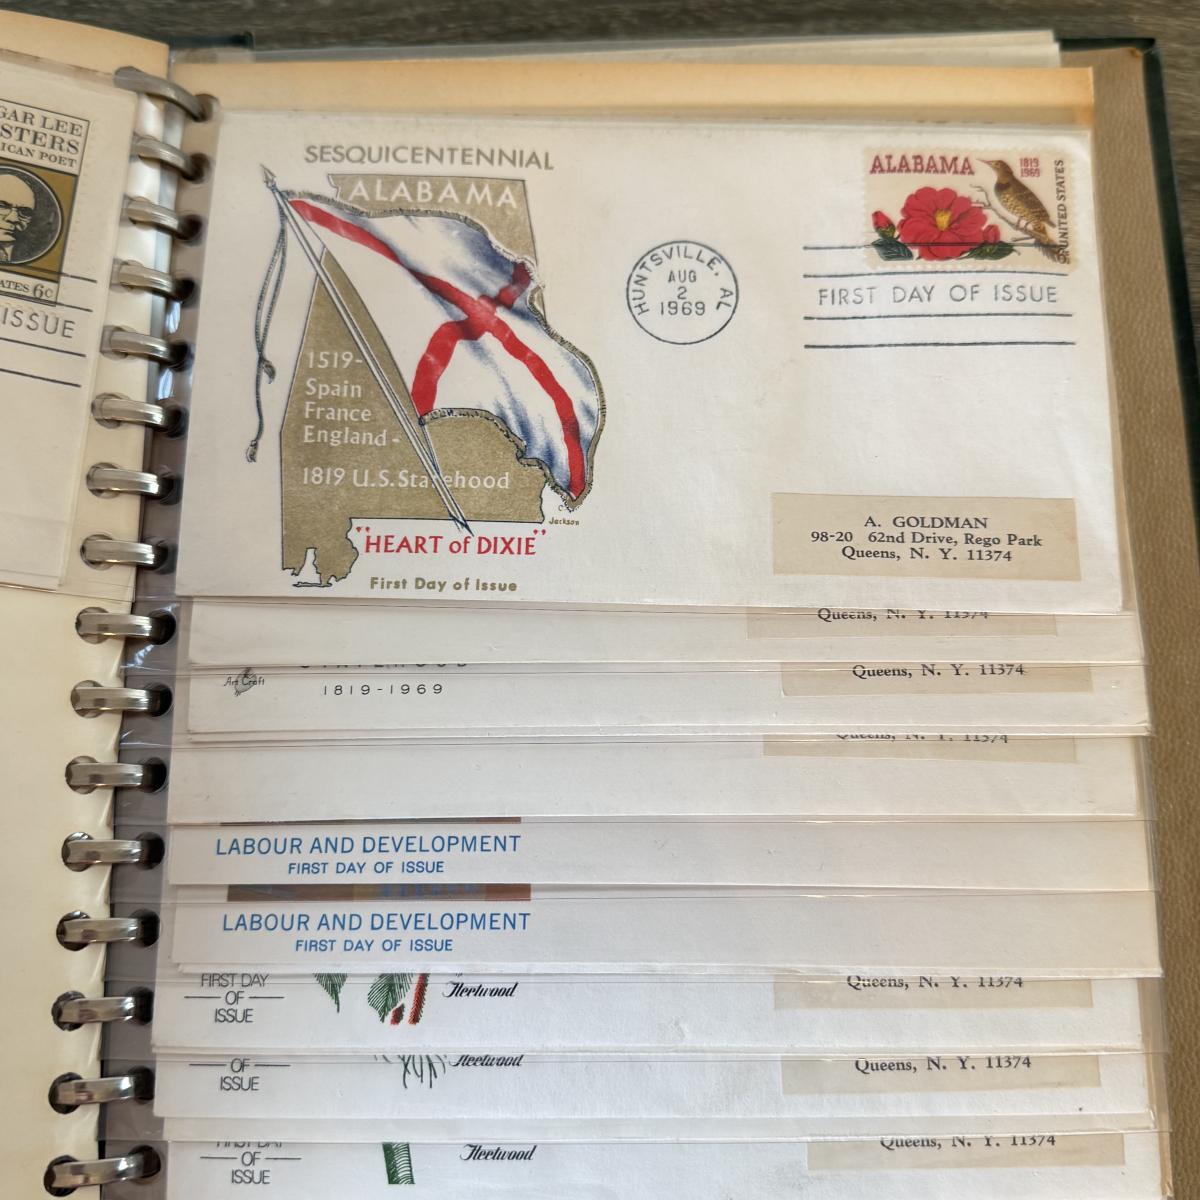 GAR LEE
STERS
ICAN POET
ATES 6c
ISSUE
SESQUICENTENNIAL
ALABAMA
1519-
Spain
France
England-
1819 U.S. Statehood
Jackson
"HEART of DIXIE"
First Day of Issue
HUNTSVILLE, AL
AUG
2
1969
ALABAMA
1819
1969
UNITED STATES
FIRST DAY OF ISSUE
A. GOLDMAN
98-20 62nd Drive, Rego Park
Queens, N. Y. 11374
Queens, N. Y. 11374
Art Craft
1819-1969
Queens, N. Y. 11374
Queens, N. Y. 11374
LABOUR AND DEVELOPMENT
FIRST DAY OF ISSUE
LABOUR AND DEVELOPMENT
FIRST DAY OF ISSUE
FIRST DAY
OF
ISSUE
Fleetwood
Queens, N. Y. 11374
OF
ISSUE
Fleetwood
Queens, N. Y. 11374
FIRST DAY
OF
ISSUE
Fleetwood
Queens, N. Y. 11374